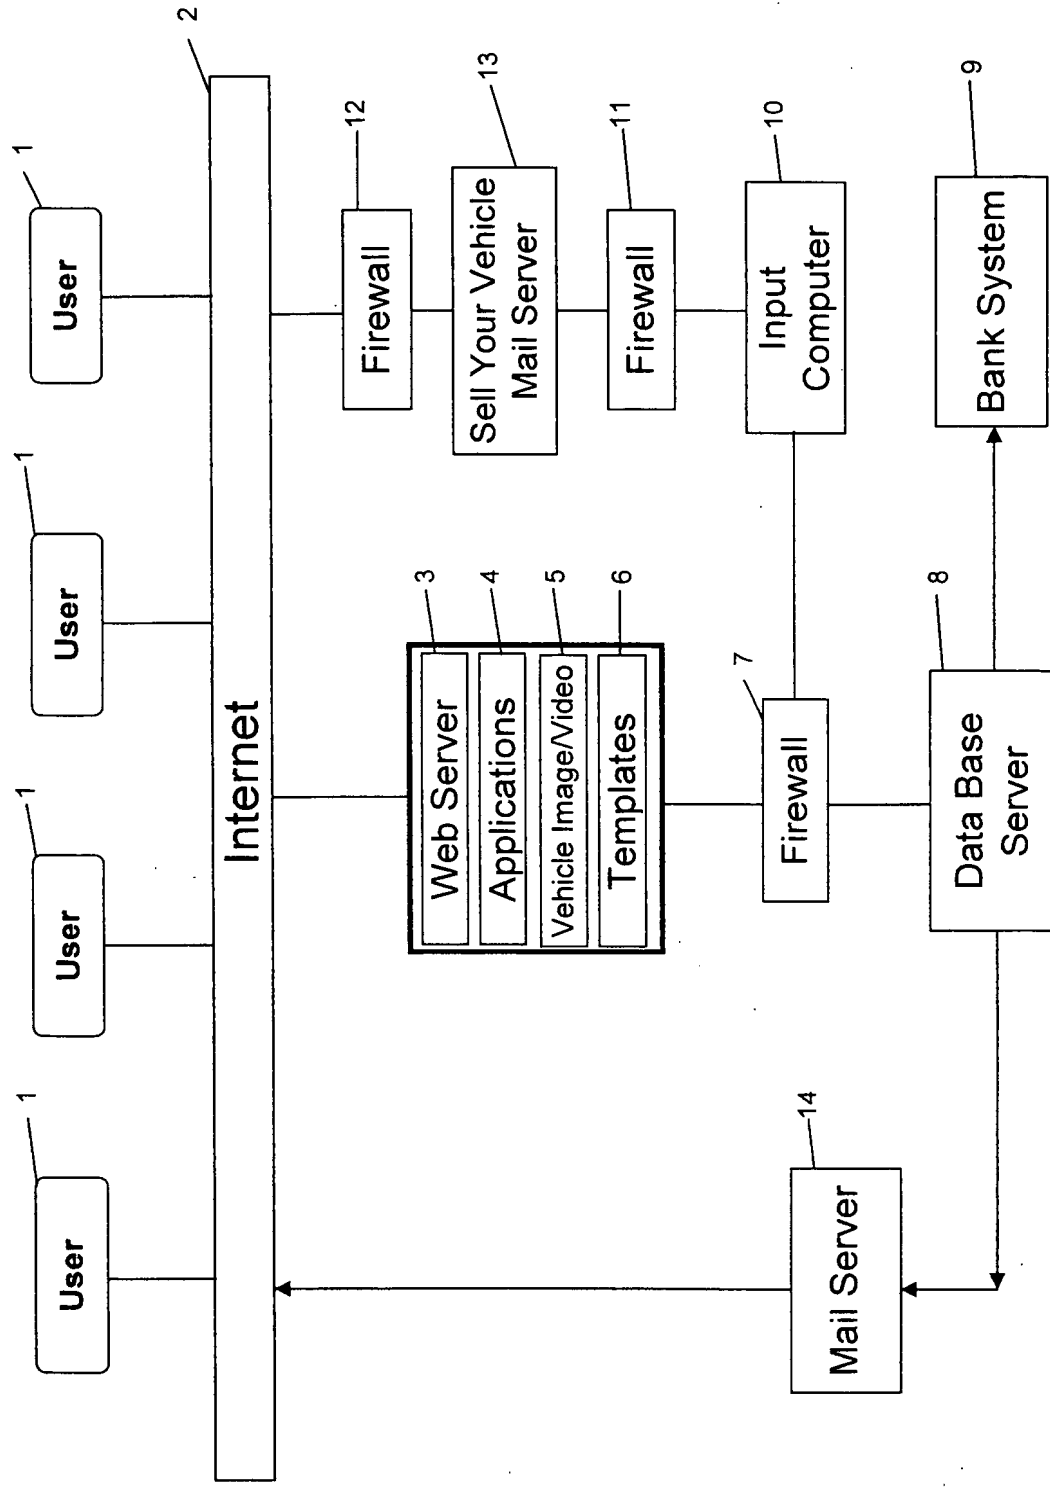 1
User
1
User
1
User
1
User
2
Internet
3
Web Server
4
Applications
5
Vehicle Image/Video
6
Templates
12
Firewall
13
Sell Your Vehicle
Mail Server
11
Firewall
10
Input
Computer
7
Firewall
14
Mail Server
8
Data Base
Server
9
Bank System